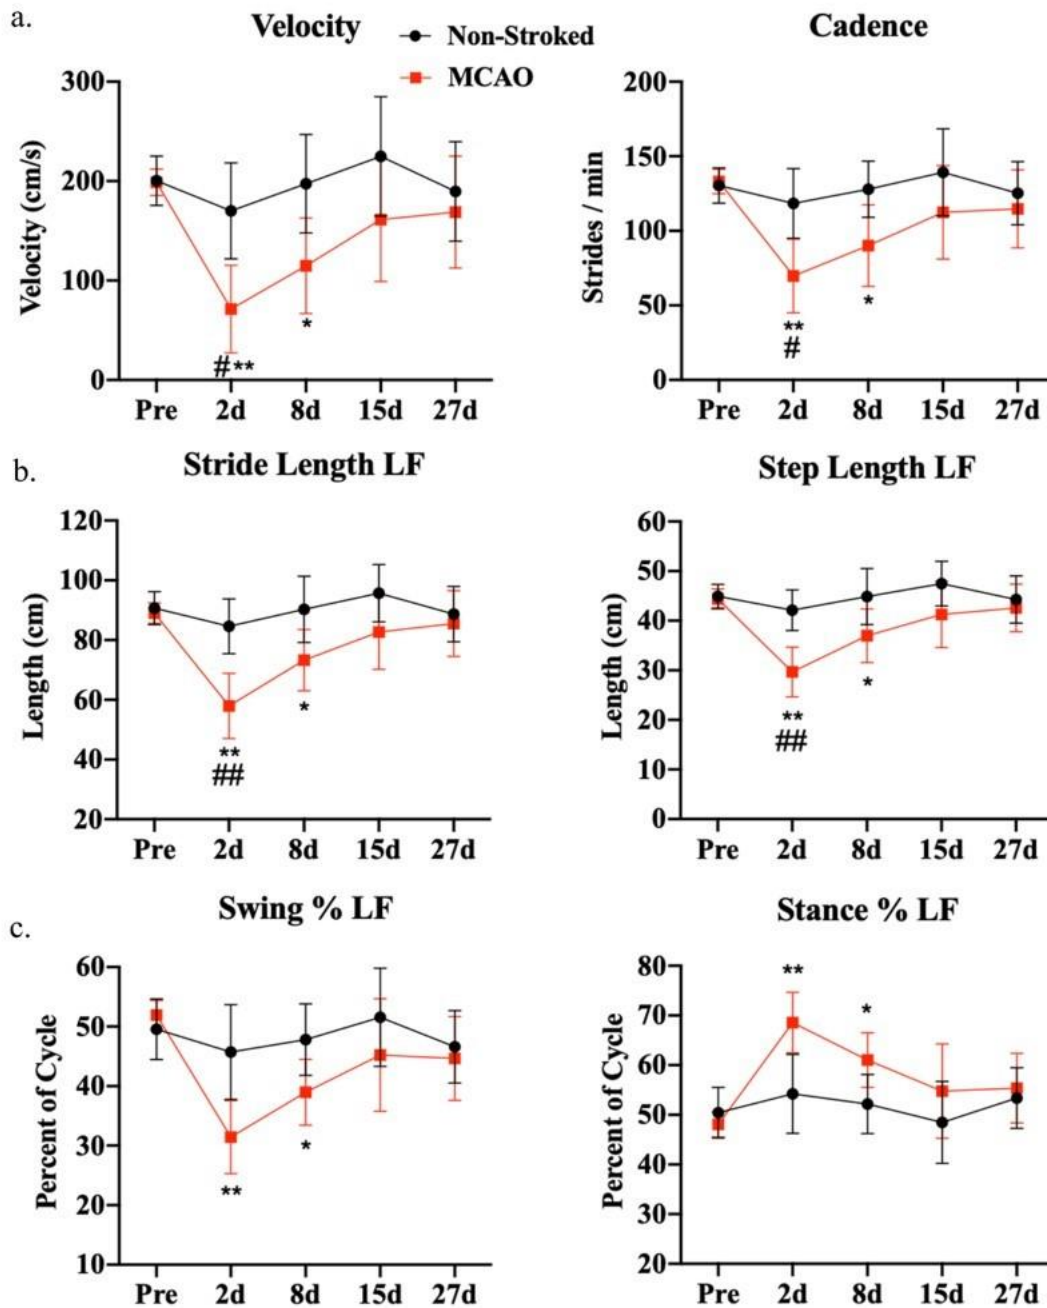 a.
Velocity
Non-Stroked
MCAO
Cadence
Velocity (cm/s)
300
200
100
0
#**
*
Pre 2d 8d 15d 27d
Strides / min
200
150
100
50
0
**
#
*
Pre 2d 8d 15d 27d
b.
Stride Length LF
Length (cm)
120
100
80
60
40
20
**
##
*
Pre 2d 8d 15d 27d
Step Length LF
Length (cm)
60
50
40
30
20
10
0
**
##
*
Pre 2d 8d 15d 27d
c.
Swing % LF
Percent of Cycle
60
50
40
30
20
10
**
*
Pre 2d 8d 15d 27d
Stance % LF
Percent of Cycle
80
70
60
50
40
30
20
**
*
Pre 2d 8d 15d 27d